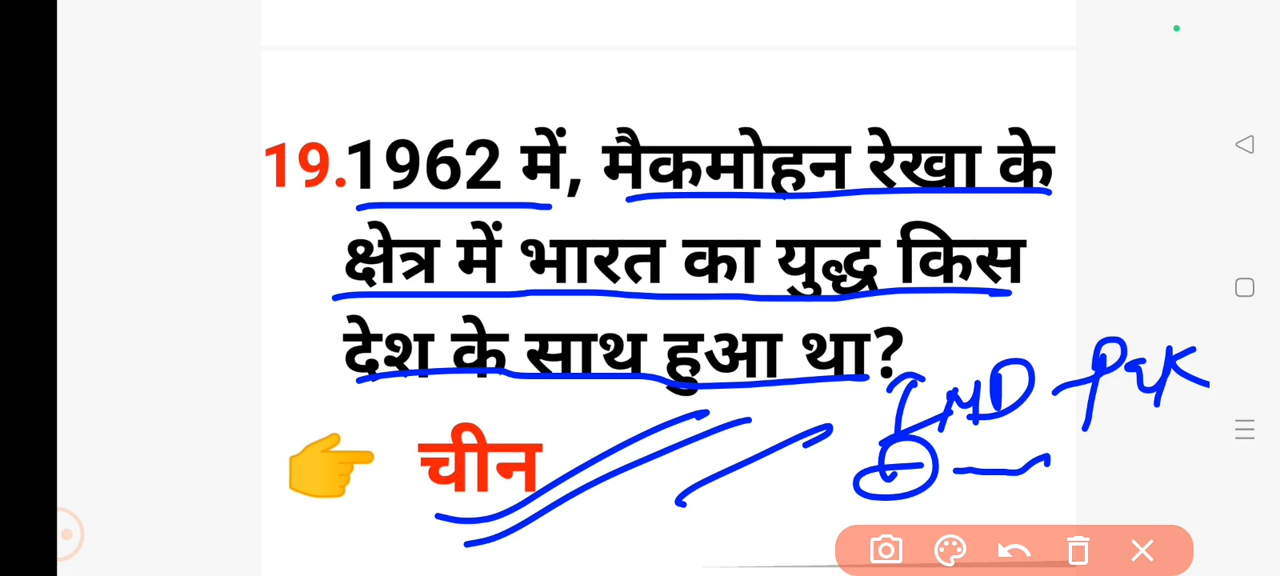 19. 1962 में, मैकमोहन रेखा के
क्षेत्र में भारत का युद्ध किस
देश के साथ हुआ था?
IND - Pak
👉 चीन